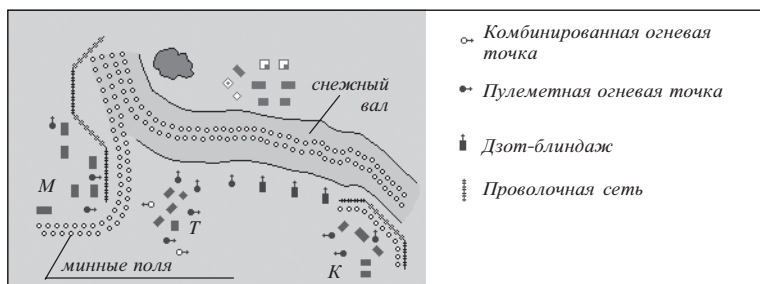 снежный
вал
М
Т
К
минные поля
Комбинированная огневая
точка
Пулеметная огневая точка
Дзот-блиндаж
Проволочная сеть